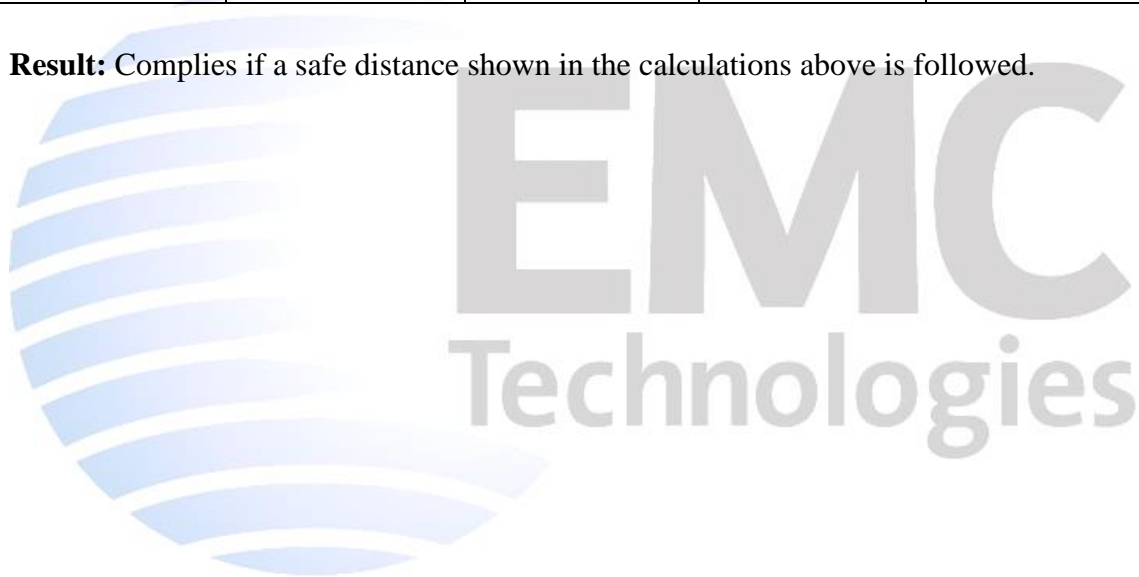 Result: Complies if a safe distance shown in the calculations above is followed.
EMC
Technologies